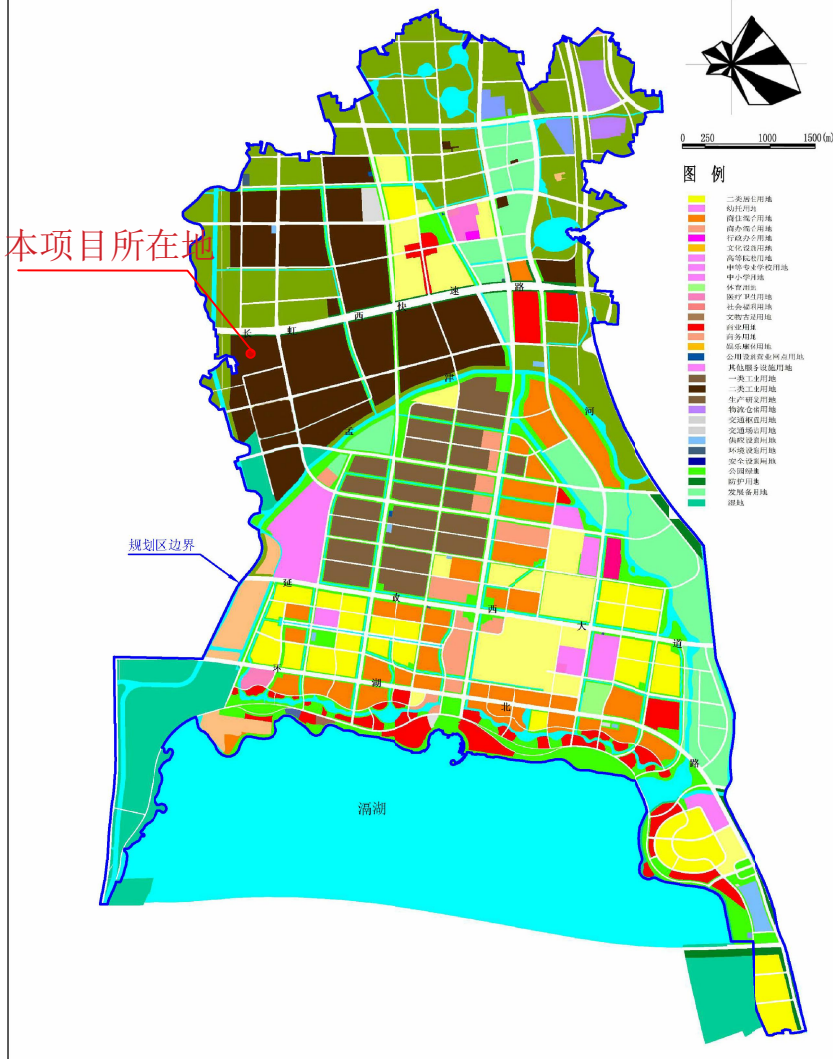 0 250 1000 1500(m)
图 例
二类居住用地
幼托用地
商住混合用地
商办混合用地
行政办公用地
文化设施用地
高等院校用地
中等专业学校用地
中小学用地
体育用地
医疗卫生用地
社会福利用地
文物古迹用地
商业用地
商务用地
娱乐康体用地
公用设施营业网点用地
其他服务设施用地
一类工业用地
二类工业用地
生产研发用地
物流仓储用地
交通枢纽用地
交通场站用地
供应设施用地
环境设施用地
安全设施用地
公园绿地
防护用地
发展备用地
湿地
本项目所在地
长 虹 西 快 速 路
孟 津 河
规划区边界
延 政 西 大 道
环 湖 北 路
滆湖